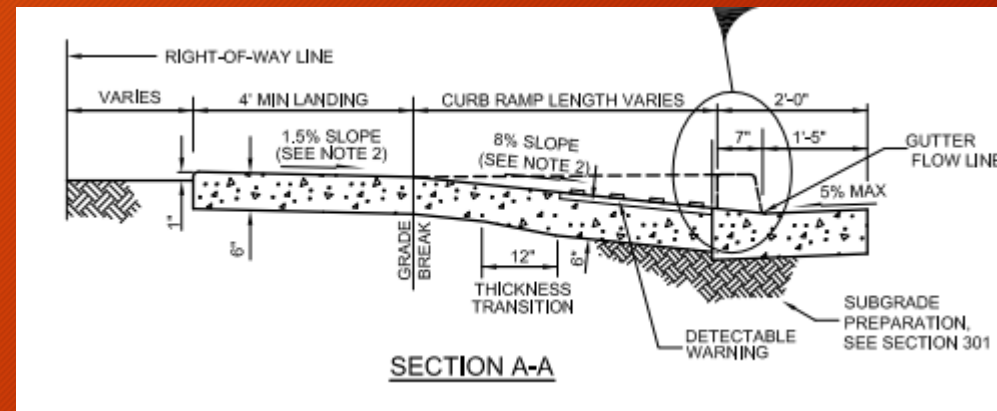 RIGHT-OF-WAY LINE
VARIES
4' MIN LANDING
CURB RAMP LENGTH VARIES
2'-0"
7"
1'-5"
1.5% SLOPE
(SEE NOTE 2)
8% SLOPE
(SEE NOTE 2)
GUTTER
FLOW LINE
5% MAX
1"
6"
GRADE
BREAK
12"
6"
THICKNESS
TRANSITION
DETECTABLE
WARNING
SUBGRADE
PREPARATION,
SEE SECTION 301
SECTION A-A